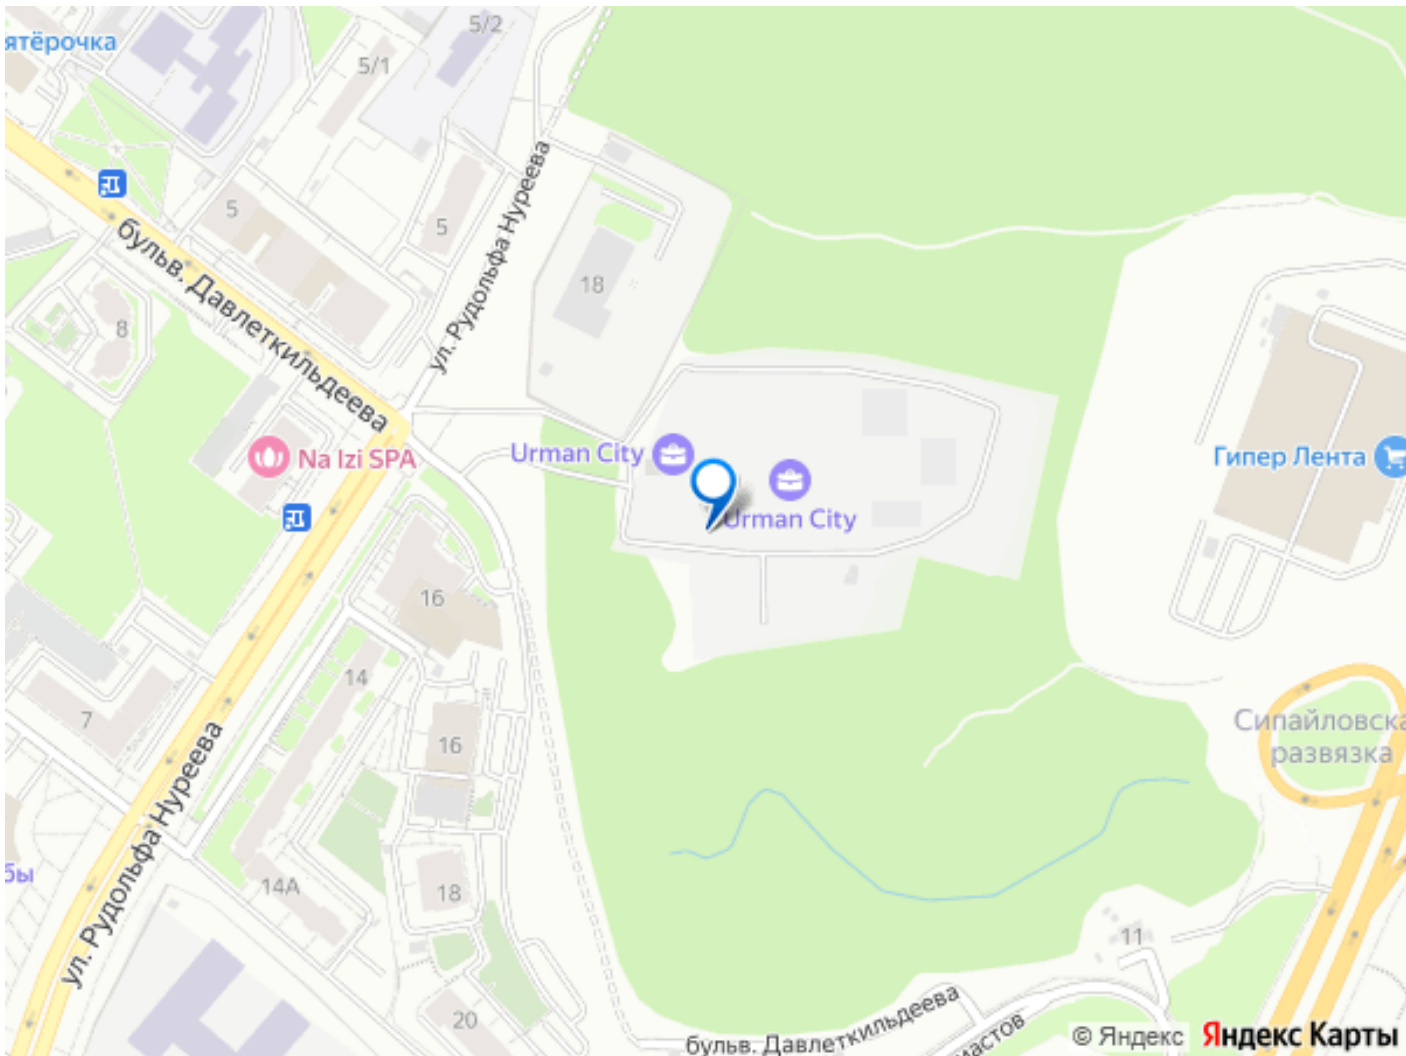 5/2
ятёрочка
5/1
5
5
бульв. Давлеткильдеева
ул. Рудольфа Нуреева
18
8
Urman City
Na Izi SPA
Гипер Лента
Urman City
16
14
7
16
Сипайловска
развязка
ул. Рудольфа Нуреева
бы
14А
18
11
20
бульв. Давлеткильдеева
мастов
© Яндекс Яндекс Карты